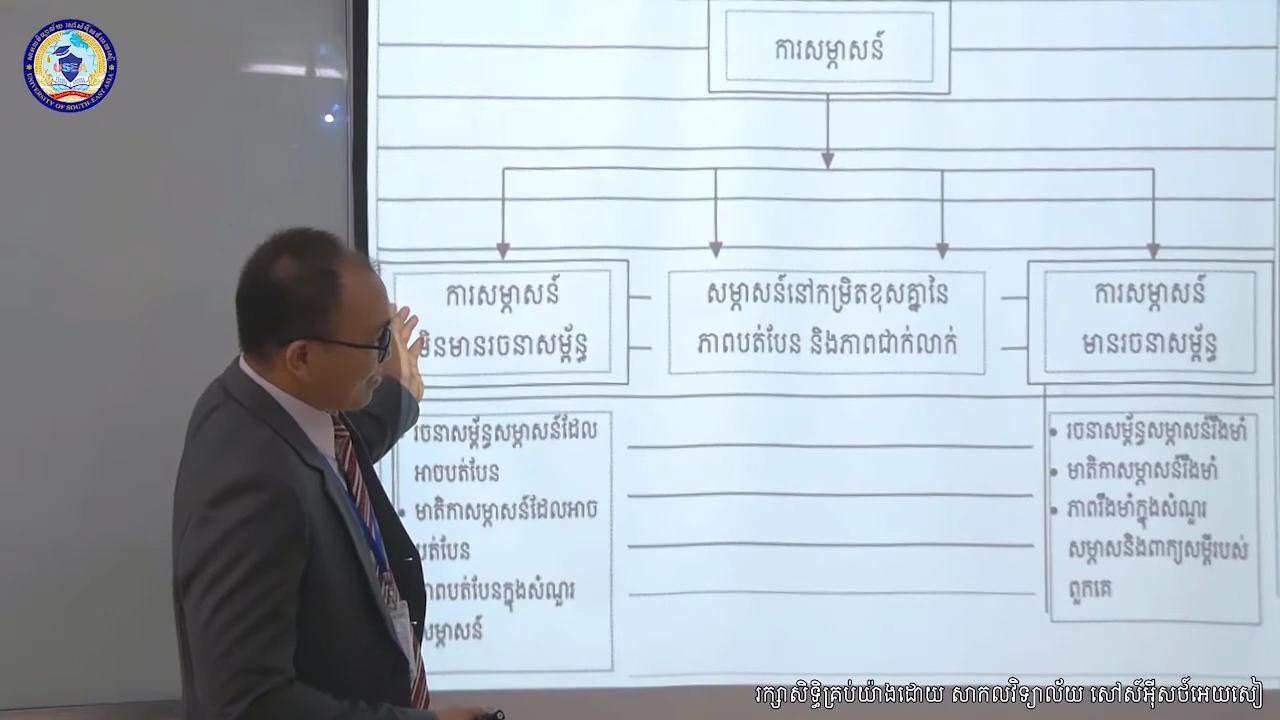 ការសម្ភាសន៍
ការសម្ភាសន៍
មិនមានរចនាសម្ព័ន្ធ
សម្ភាសន៍នៅកម្រិតខុសគ្នានៃ
ភាពបត់បែន និងភាពជាក់លាក់
ការសម្ភាសន៍
មានរចនាសម្ព័ន្ធ
• រចនាសម្ព័ន្ធសម្ភាសន៍ដែល
អាចបត់បែន
• មាតិកាសម្ភាសន៍ដែលអាច
បត់បែន
ភាពបត់បែនក្នុងសំណួរ
សម្ភាសន៍
• រចនាសម្ព័ន្ធសម្ភាសន៍រឹងមាំ
• មាតិកាសម្ភាសន៍រឹងមាំ
• ភាពរឹងមាំក្នុងសំណួរ
សម្ភាសនិងពាក្យសម្តីរបស់
ពួកគេ
USEA
UNIVERSITY OF SOUTH-EAST ASIA
រក្សាសិទ្ធិគ្រប់យ៉ាងដោយ សាកលវិទ្យាល័យ សៅស៍អ៊ីសថ៍អេយសៀ